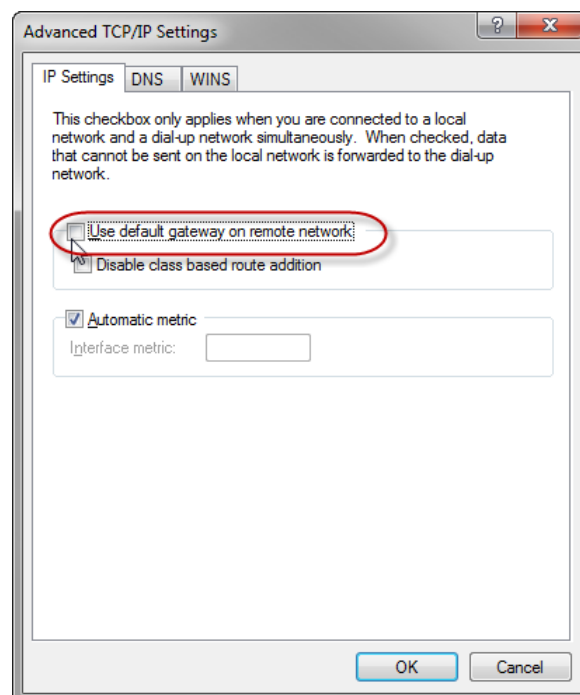 Advanced TCP/IP Settings
?
X
IP Settings DNS WINS
This checkbox only applies when you are connected to a local
network and a dial-up network simultaneously. When checked, data
that cannot be sent on the local network is forwarded to the dial-up
network.
Use default gateway on remote network
Disable class based route addition
Automatic metric
Interface metric:
OK Cancel